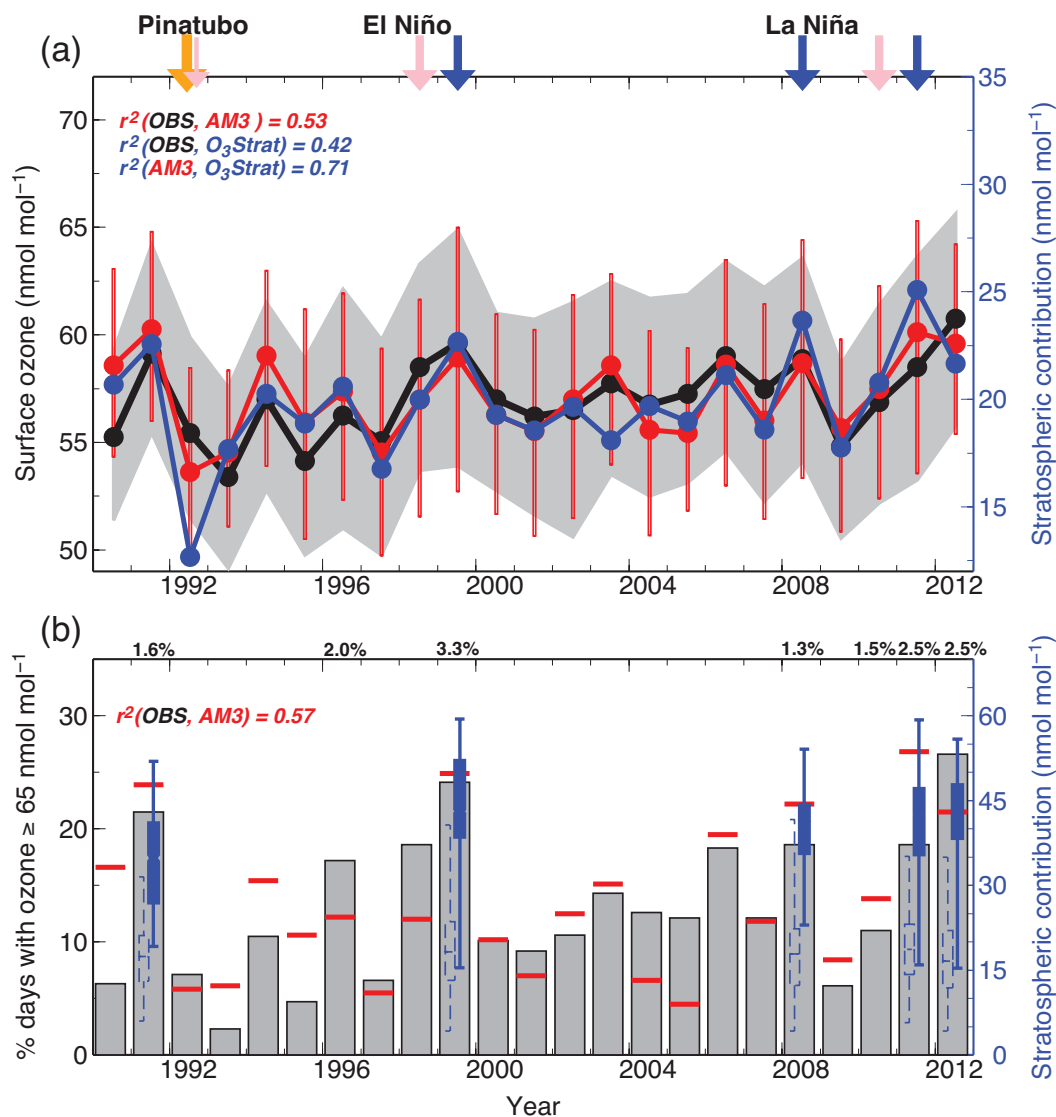 Pinatubo El Niño La Niña
(a)
r²(OBS, AM3 ) = 0.53
r²(OBS, O₃Strat) = 0.42
r²(AM3, O₃Strat) = 0.71
Surface ozone (nmol mol⁻¹)
70
65
60
55
50
Stratospheric contribution (nmol mol⁻¹)
35
30
25
20
15
1992 1996 2000 2004 2008 2012
(b)
1.6% 2.0% 3.3% 1.3% 1.5% 2.5% 2.5%
r²(OBS, AM3) = 0.57
% days with ozone ≥ 65 nmol mol⁻¹
30
20
10
0
Stratospheric contribution (nmol mol⁻¹)
60
45
30
15
0
1992 1996 2000 2004 2008 2012
Year